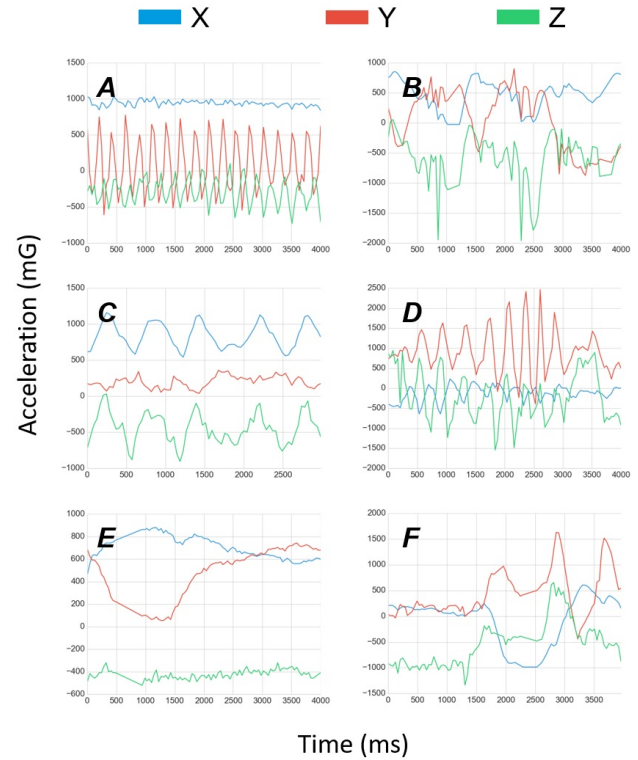 X Y Z
A B
1500 1000 500 0 −500 −1000
0 500 1000 1500 2000 2500 3000 3500 4000
1000 500 0 −500 −1000 −1500 −2000
0 500 1000 1500 2000 2500 3000 3500 4000
C D
1500 1000 500 0 −500 −1000
0 500 1000 1500 2000 2500
2500 2000 1500 1000 500 0 −500 −1000 −1500 −2000
0 500 1000 1500 2000 2500 3000 3500 4000
E F
1000 800 600 400 200 0 −200 −400 −600
0 500 1000 1500 2000 2500 3000 3500 4000
2000 1500 1000 500 0 −500 −1000 −1500
0 500 1000 1500 2000 2500 3000 3500
Acceleration (mG)
Time (ms)